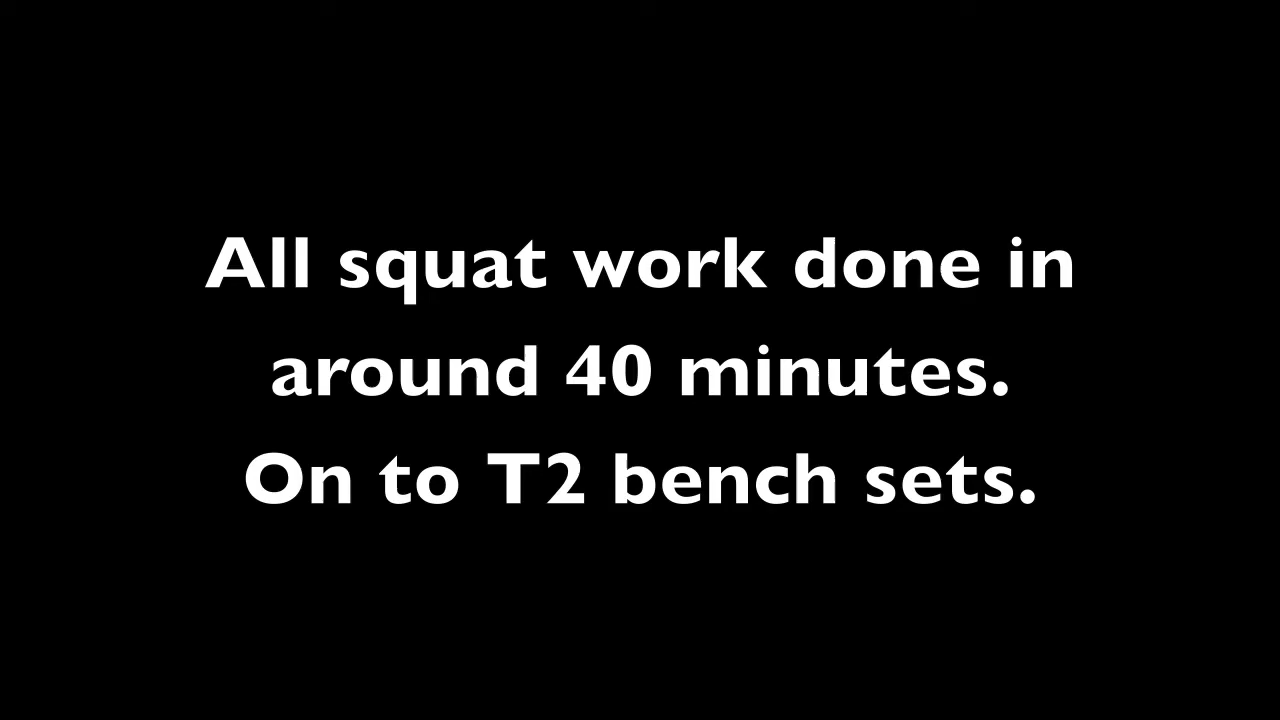 All squat work done in
around 40 minutes.
On to T2 bench sets.